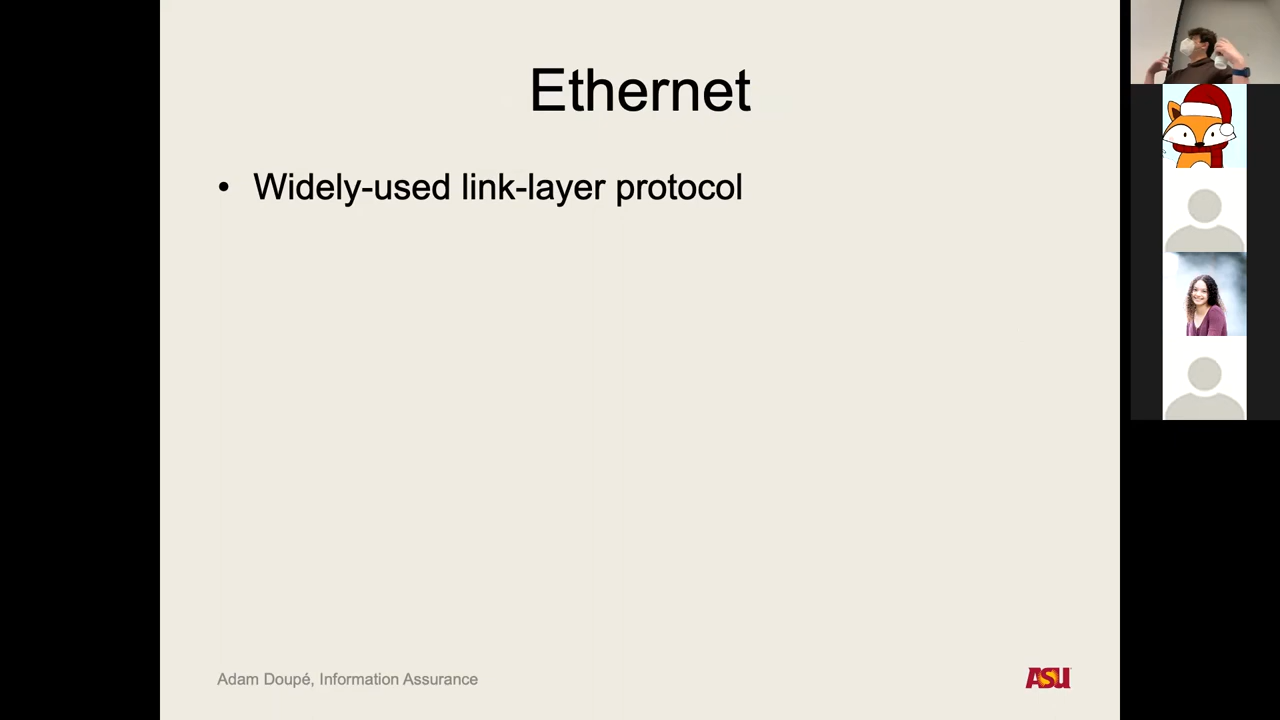 Ethernet
• Widely-used link-layer protocol
Adam Doupé, Information Assurance
ASU